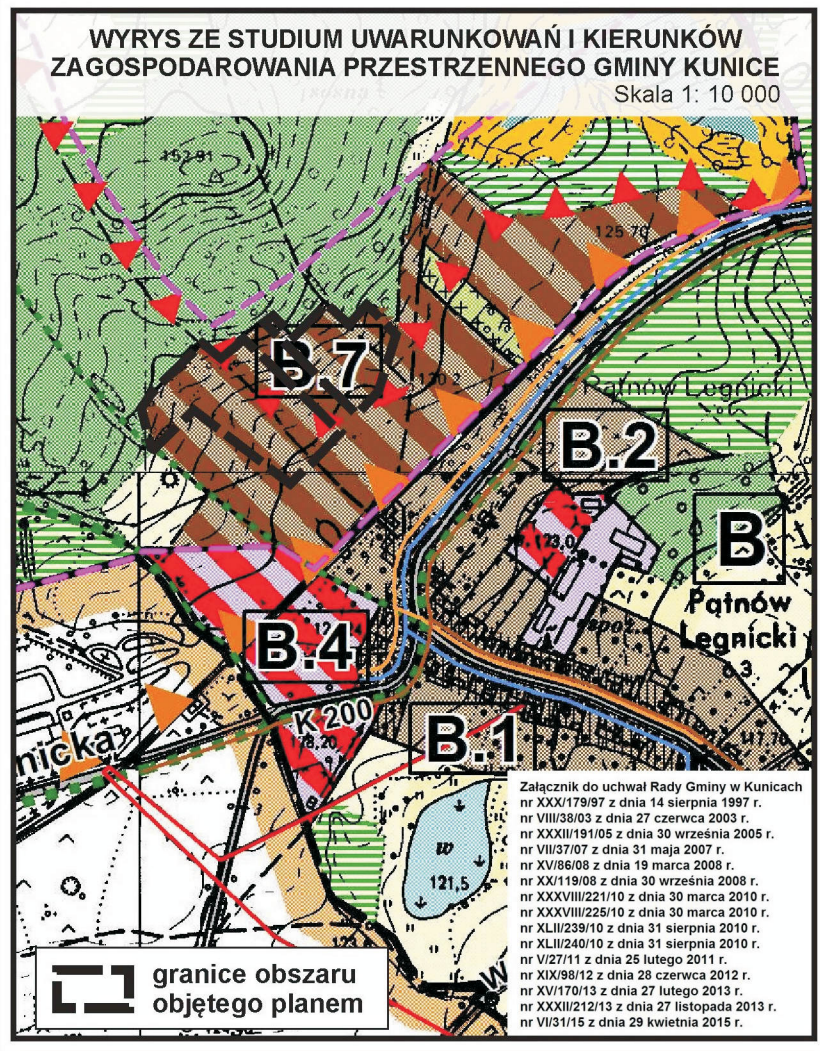 WYRYS ZE STUDIUM UWARUNKOWAŃ I KIERUNKÓW
ZAGOSPODAROWANIA PRZESTRZENNEGO GMINY KUNICE
Skala 1: 10 000
152.91
125 70
B.7
130 2
Pątnów Legnicki
B.2
B
123,0
Pątnów
Legnicki
B.4
K 200
nicka
118.20
B.1
w
121,5
Załącznik do uchwał Rady Gminy w Kunicach
nr XXX/179/97 z dnia 14 sierpnia 1997 r.
nr VIII/38/03 z dnia 27 czerwca 2003 r.
nr XXXII/191/05 z dnia 30 września 2005 r.
nr VII/37/07 z dnia 31 maja 2007 r.
nr XV/86/08 z dnia 19 marca 2008 r.
nr XX/119/08 z dnia 30 września 2008 r.
nr XXXVIII/221/10 z dnia 30 marca 2010 r.
nr XXXVIII/225/10 z dnia 30 marca 2010 r.
nr XLII/239/10 z dnia 31 sierpnia 2010 r.
nr XLII/240/10 z dnia 31 sierpnia 2010 r.
nr V/27/11 z dnia 25 lutego 2011 r.
nr XIX/98/12 z dnia 28 czerwca 2012 r.
nr XV/170/13 z dnia 27 lutego 2013 r.
nr XXXII/212/13 z dnia 27 listopada 2013 r.
nr VI/31/15 z dnia 29 kwietnia 2015 r.
granice obszaru
objętego planem